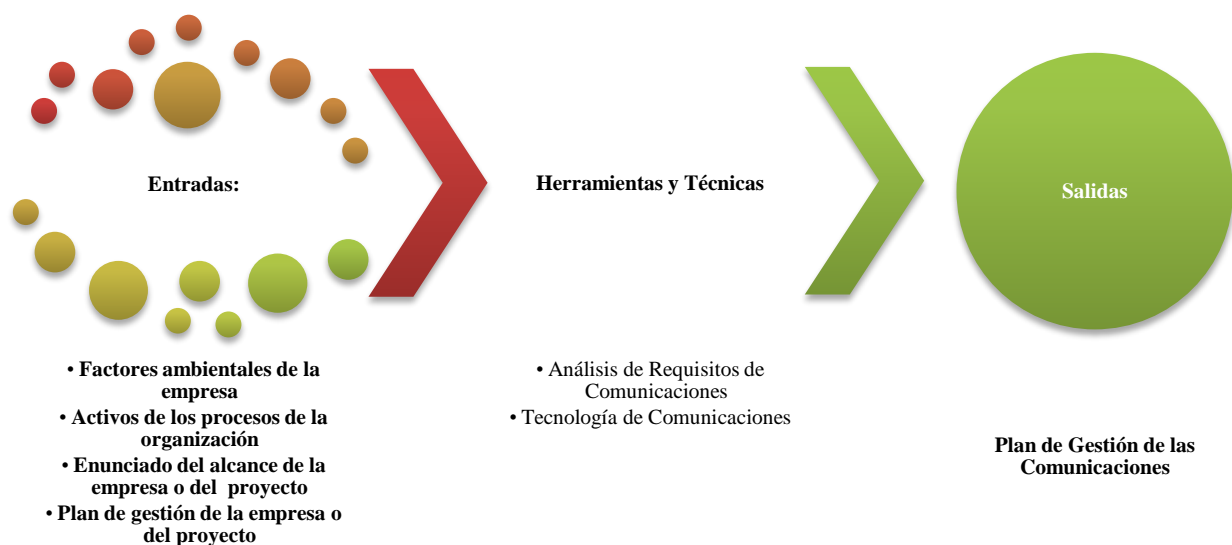 Entradas:
• Factores ambientales de la
empresa
• Activos de los procesos de la
organización
• Enunciado del alcance de la
empresa o del proyecto
• Plan de gestión de la empresa o
del proyecto
Herramientas y Técnicas
• Análisis de Requisitos de
Comunicaciones
• Tecnología de Comunicaciones
Salidas
Plan de Gestión de las
Comunicaciones